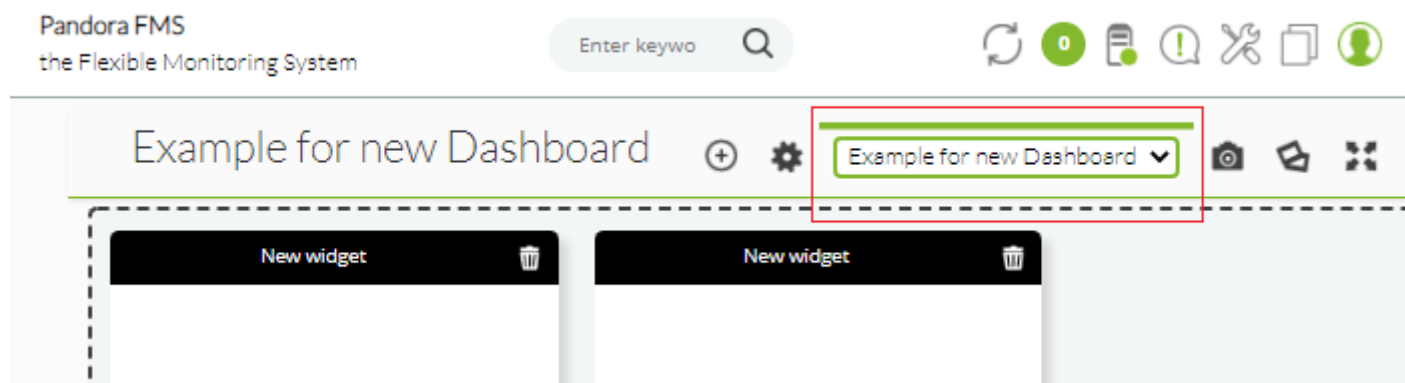 Pandora FMS
the Flexible Monitoring System
Enter keywo
0
Example for new Dashboard
Example for new Dashboard
New widget
New widget